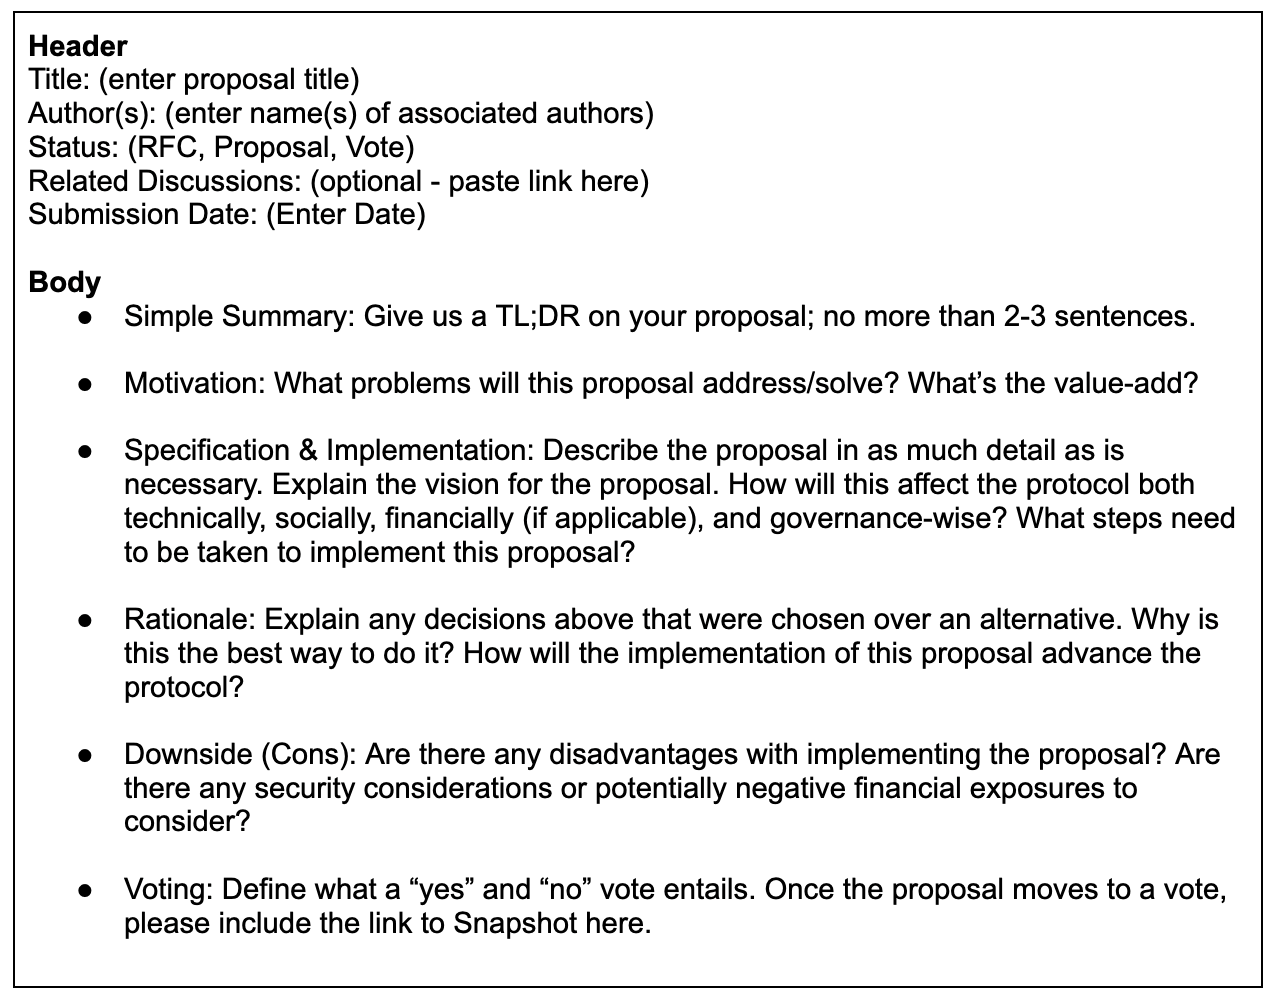 Header
Title: (enter proposal title)
Author(s): (enter name(s) of associated authors)
Status: (RFC, Proposal, Vote)
Related Discussions: (optional - paste link here)
Submission Date: (Enter Date)
Body
● Simple Summary: Give us a TL;DR on your proposal; no more than 2-3 sentences.
● Motivation: What problems will this proposal address/solve? What’s the value-add?
● Specification & Implementation: Describe the proposal in as much detail as is
necessary. Explain the vision for the proposal. How will this affect the protocol both
technically, socially, financially (if applicable), and governance-wise? What steps need
to be taken to implement this proposal?
● Rationale: Explain any decisions above that were chosen over an alternative. Why is
this the best way to do it? How will the implementation of this proposal advance the
protocol?
● Downside (Cons): Are there any disadvantages with implementing the proposal? Are
there any security considerations or potentially negative financial exposures to
consider?
● Voting: Define what a “yes” and “no” vote entails. Once the proposal moves to a vote,
please include the link to Snapshot here.